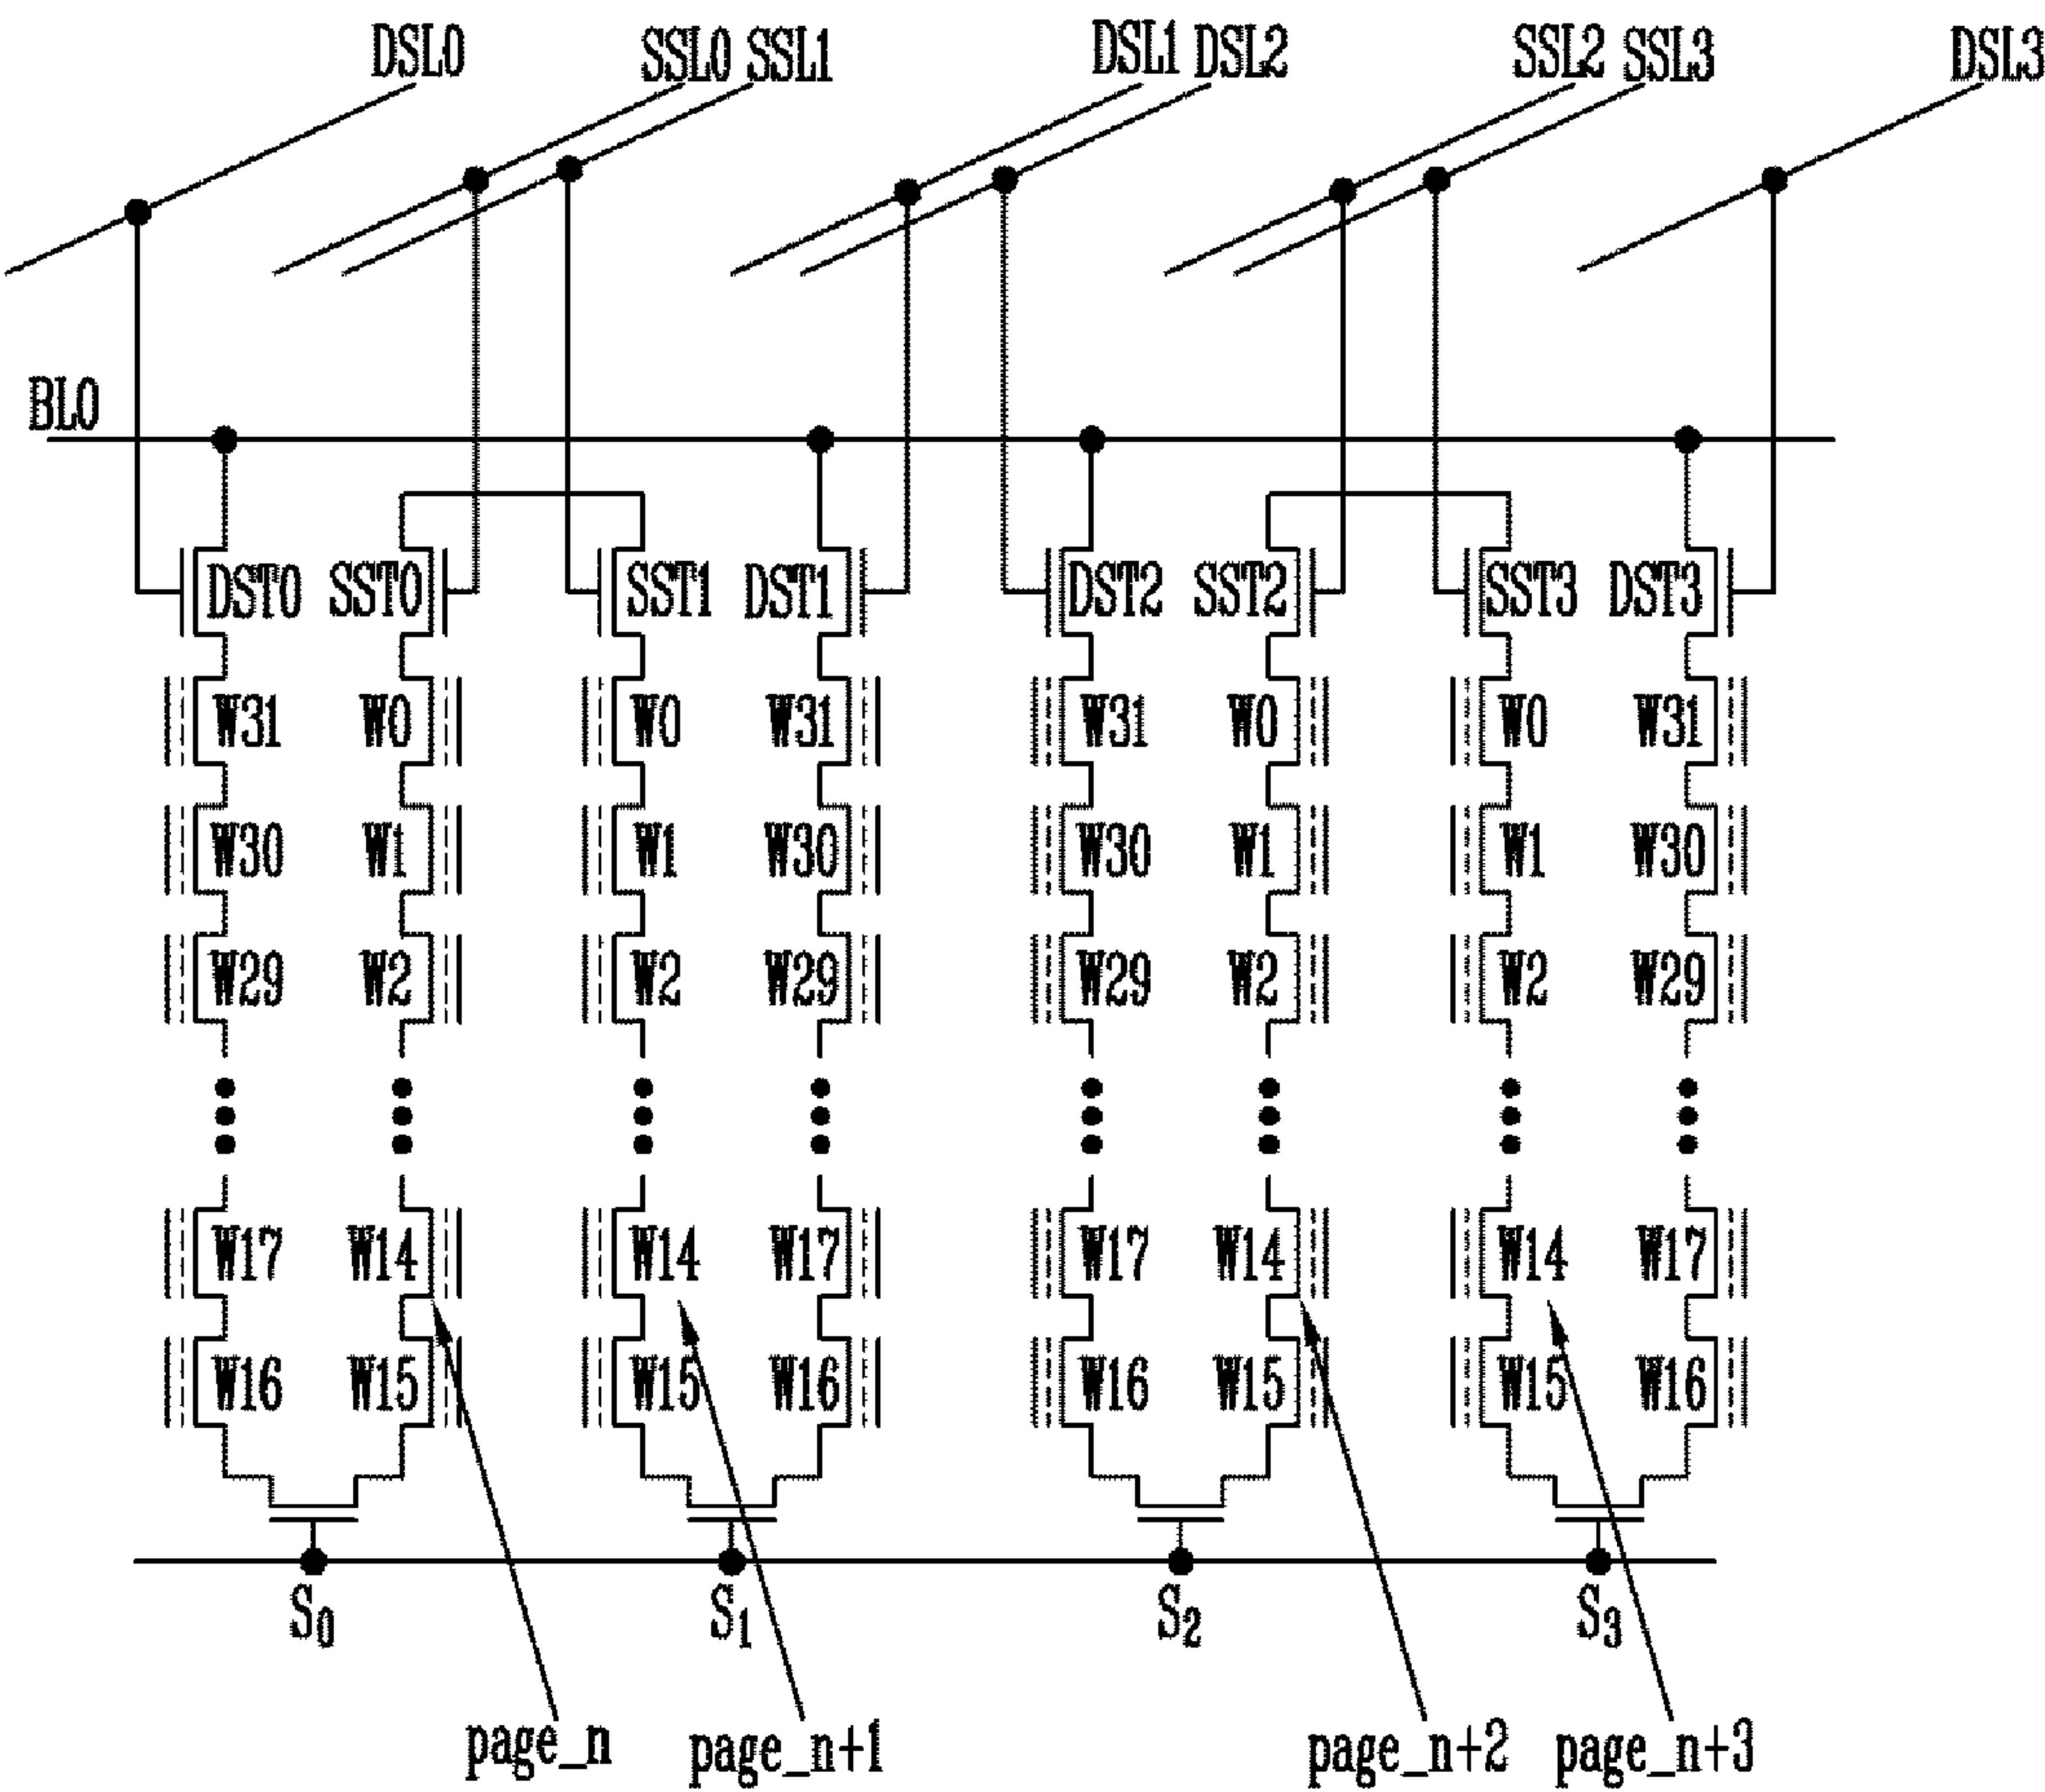 DSL0 SSL0 SSL1 DSL1 DSL2 SSL2 SSL3 DSL3
BL0
DST0 SST0 SST1 DST1 DST2 SST2 SST3 DST3
W31 W0 W0 W31 W31 W0 W0 W31
W30 W1 W1 W30 W30 W1 W1 W30
W29 W2 W2 W29 W29 W2 W2 W29
W17 W14 W14 W17 W17 W14 W14 W17
W16 W15 W15 W16 W16 W15 W15 W16
S0 S1 S2 S3
page_n page_n+1 page_n+2 page_n+3